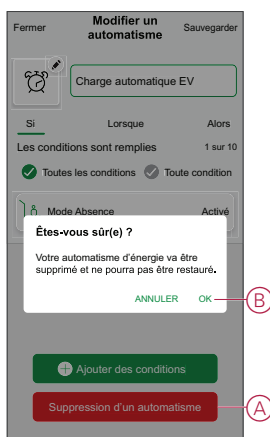 Fermer
Modifier un
automatisme
Sauvegarder
Charge automatique EV
Si
Lorsque
Alors
Les conditions sont remplies
1 sur 10
Toutes les conditions
Toute condition
Mode Absence
Activé
Êtes-vous sûr(e) ?
Votre automatisme d'énergie va être
supprimé et ne pourra pas être restauré.
ANNULER
OK
B
Ajouter des conditions
Suppression d'un automatisme
A